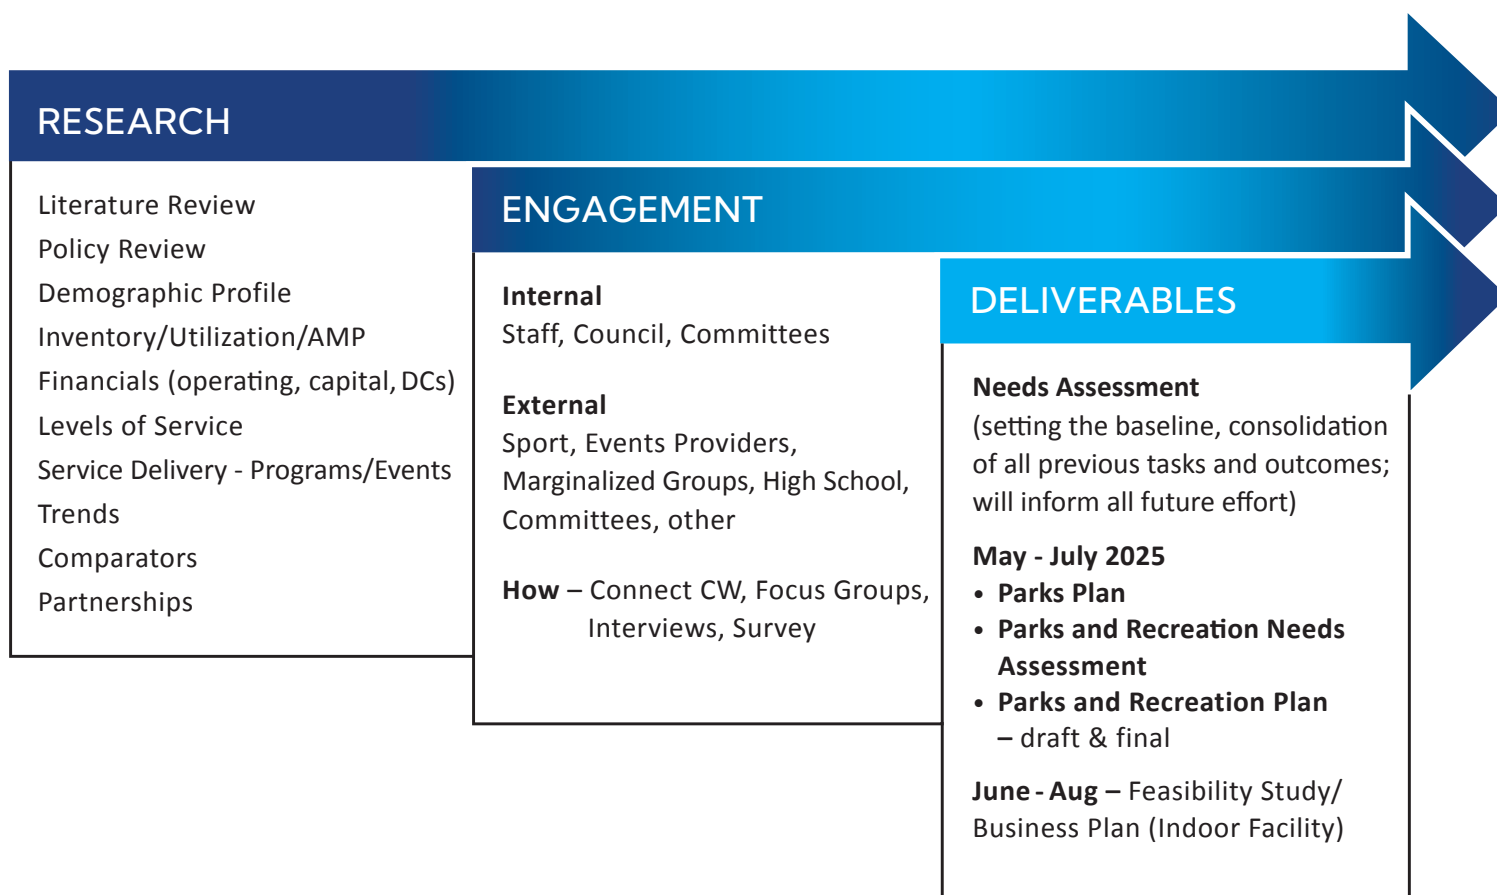 RESEARCH
Literature Review
Policy Review
Demographic Profile
Inventory/Utilization/AMP
Financials (operating, capital, DCs)
Levels of Service
Service Delivery - Programs/Events
Trends
Comparators
Partnerships
ENGAGEMENT
Internal
Staff, Council, Committees
External
Sport, Events Providers,
Marginalized Groups, High School,
Committees, other
How – Connect CW, Focus Groups,
Interviews, Survey
DELIVERABLES
Needs Assessment
(setting the baseline, consolidation
of all previous tasks and outcomes;
will inform all future effort)
May - July 2025
• Parks Plan
• Parks and Recreation Needs
Assessment
• Parks and Recreation Plan
– draft & final
June - Aug – Feasibility Study/
Business Plan (Indoor Facility)